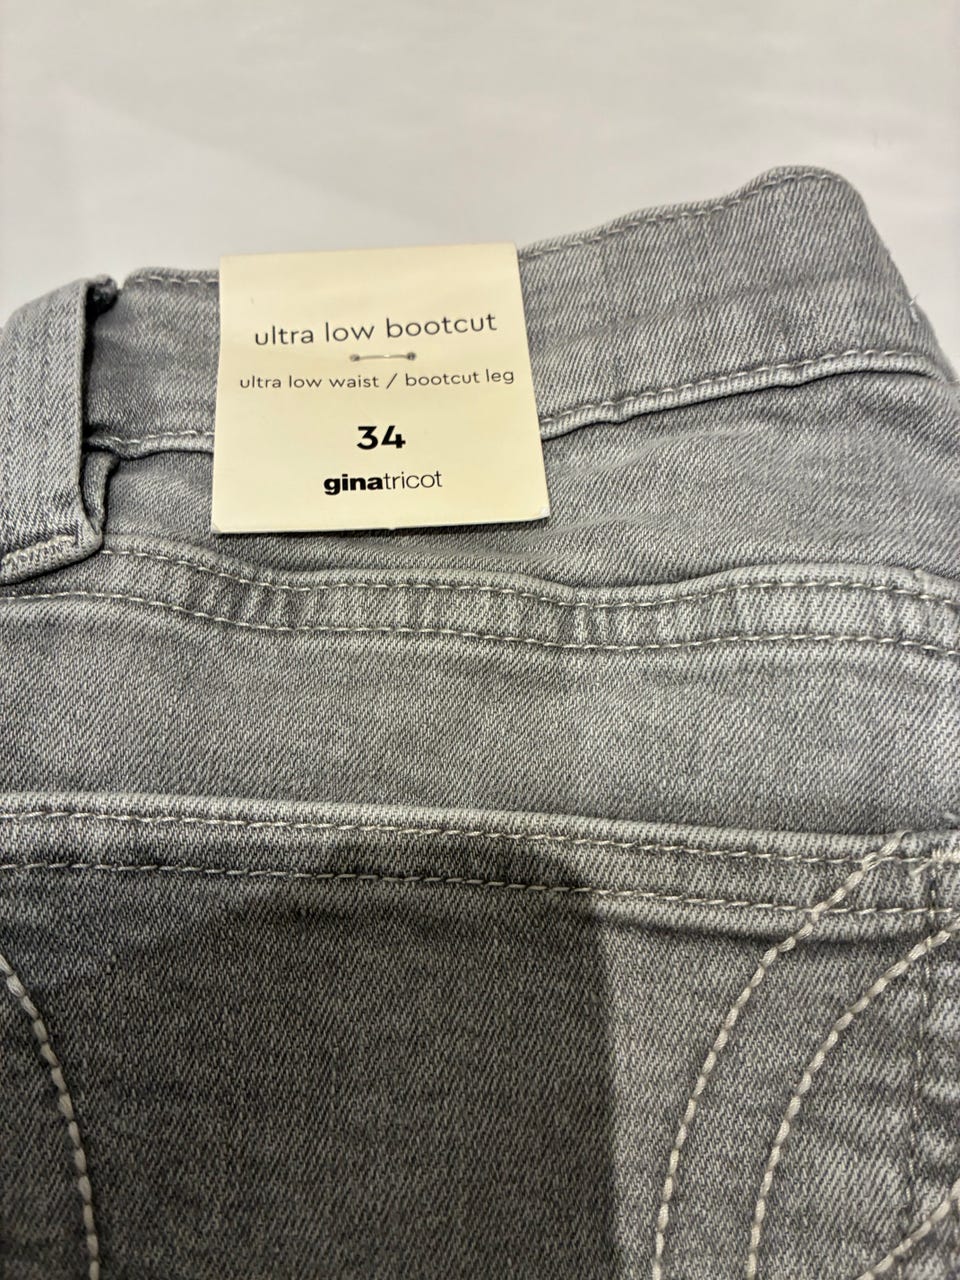 ultra low bootcut
ultra low waist / bootcut leg
34
ginatricot